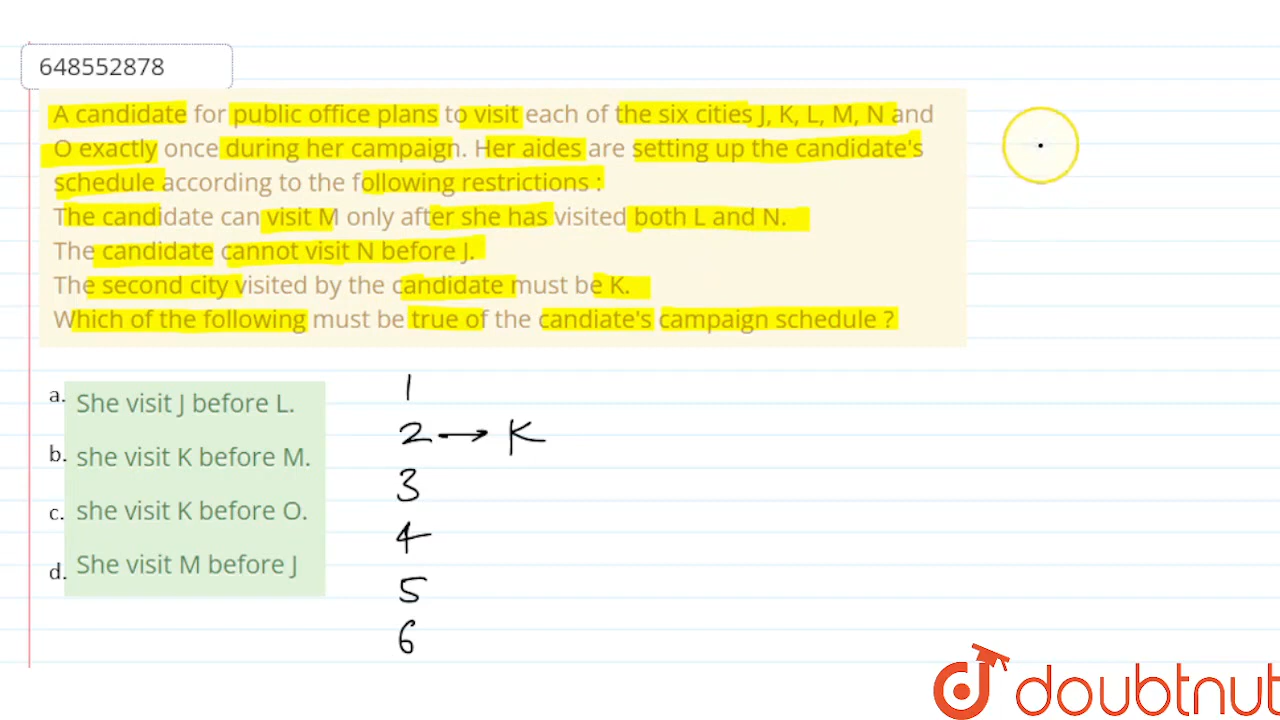 648552878
A candidate for public office plans to visit each of the six cities J, K, L, M, N and
O exactly once during her campaign. Her aides are setting up the candidate's
schedule according to the following restrictions :
The candidate can visit M only after she has visited both L and N.
The candidate cannot visit N before J.
The second city visited by the candidate must be K.
Which of the following must be true of the candiate's campaign schedule ?
a. She visit J before L.
b. she visit K before M.
c. she visit K before O.
d. She visit M before J
1
2 → K
3
4
5
6
doubtnut